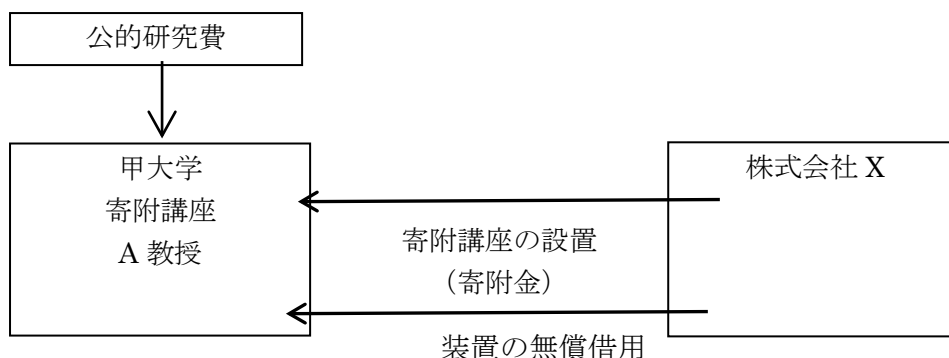 公的研究費
甲大学
寄附講座
A 教授
株式会社 X
寄附講座の設置
（寄附金）
装置の無償借用